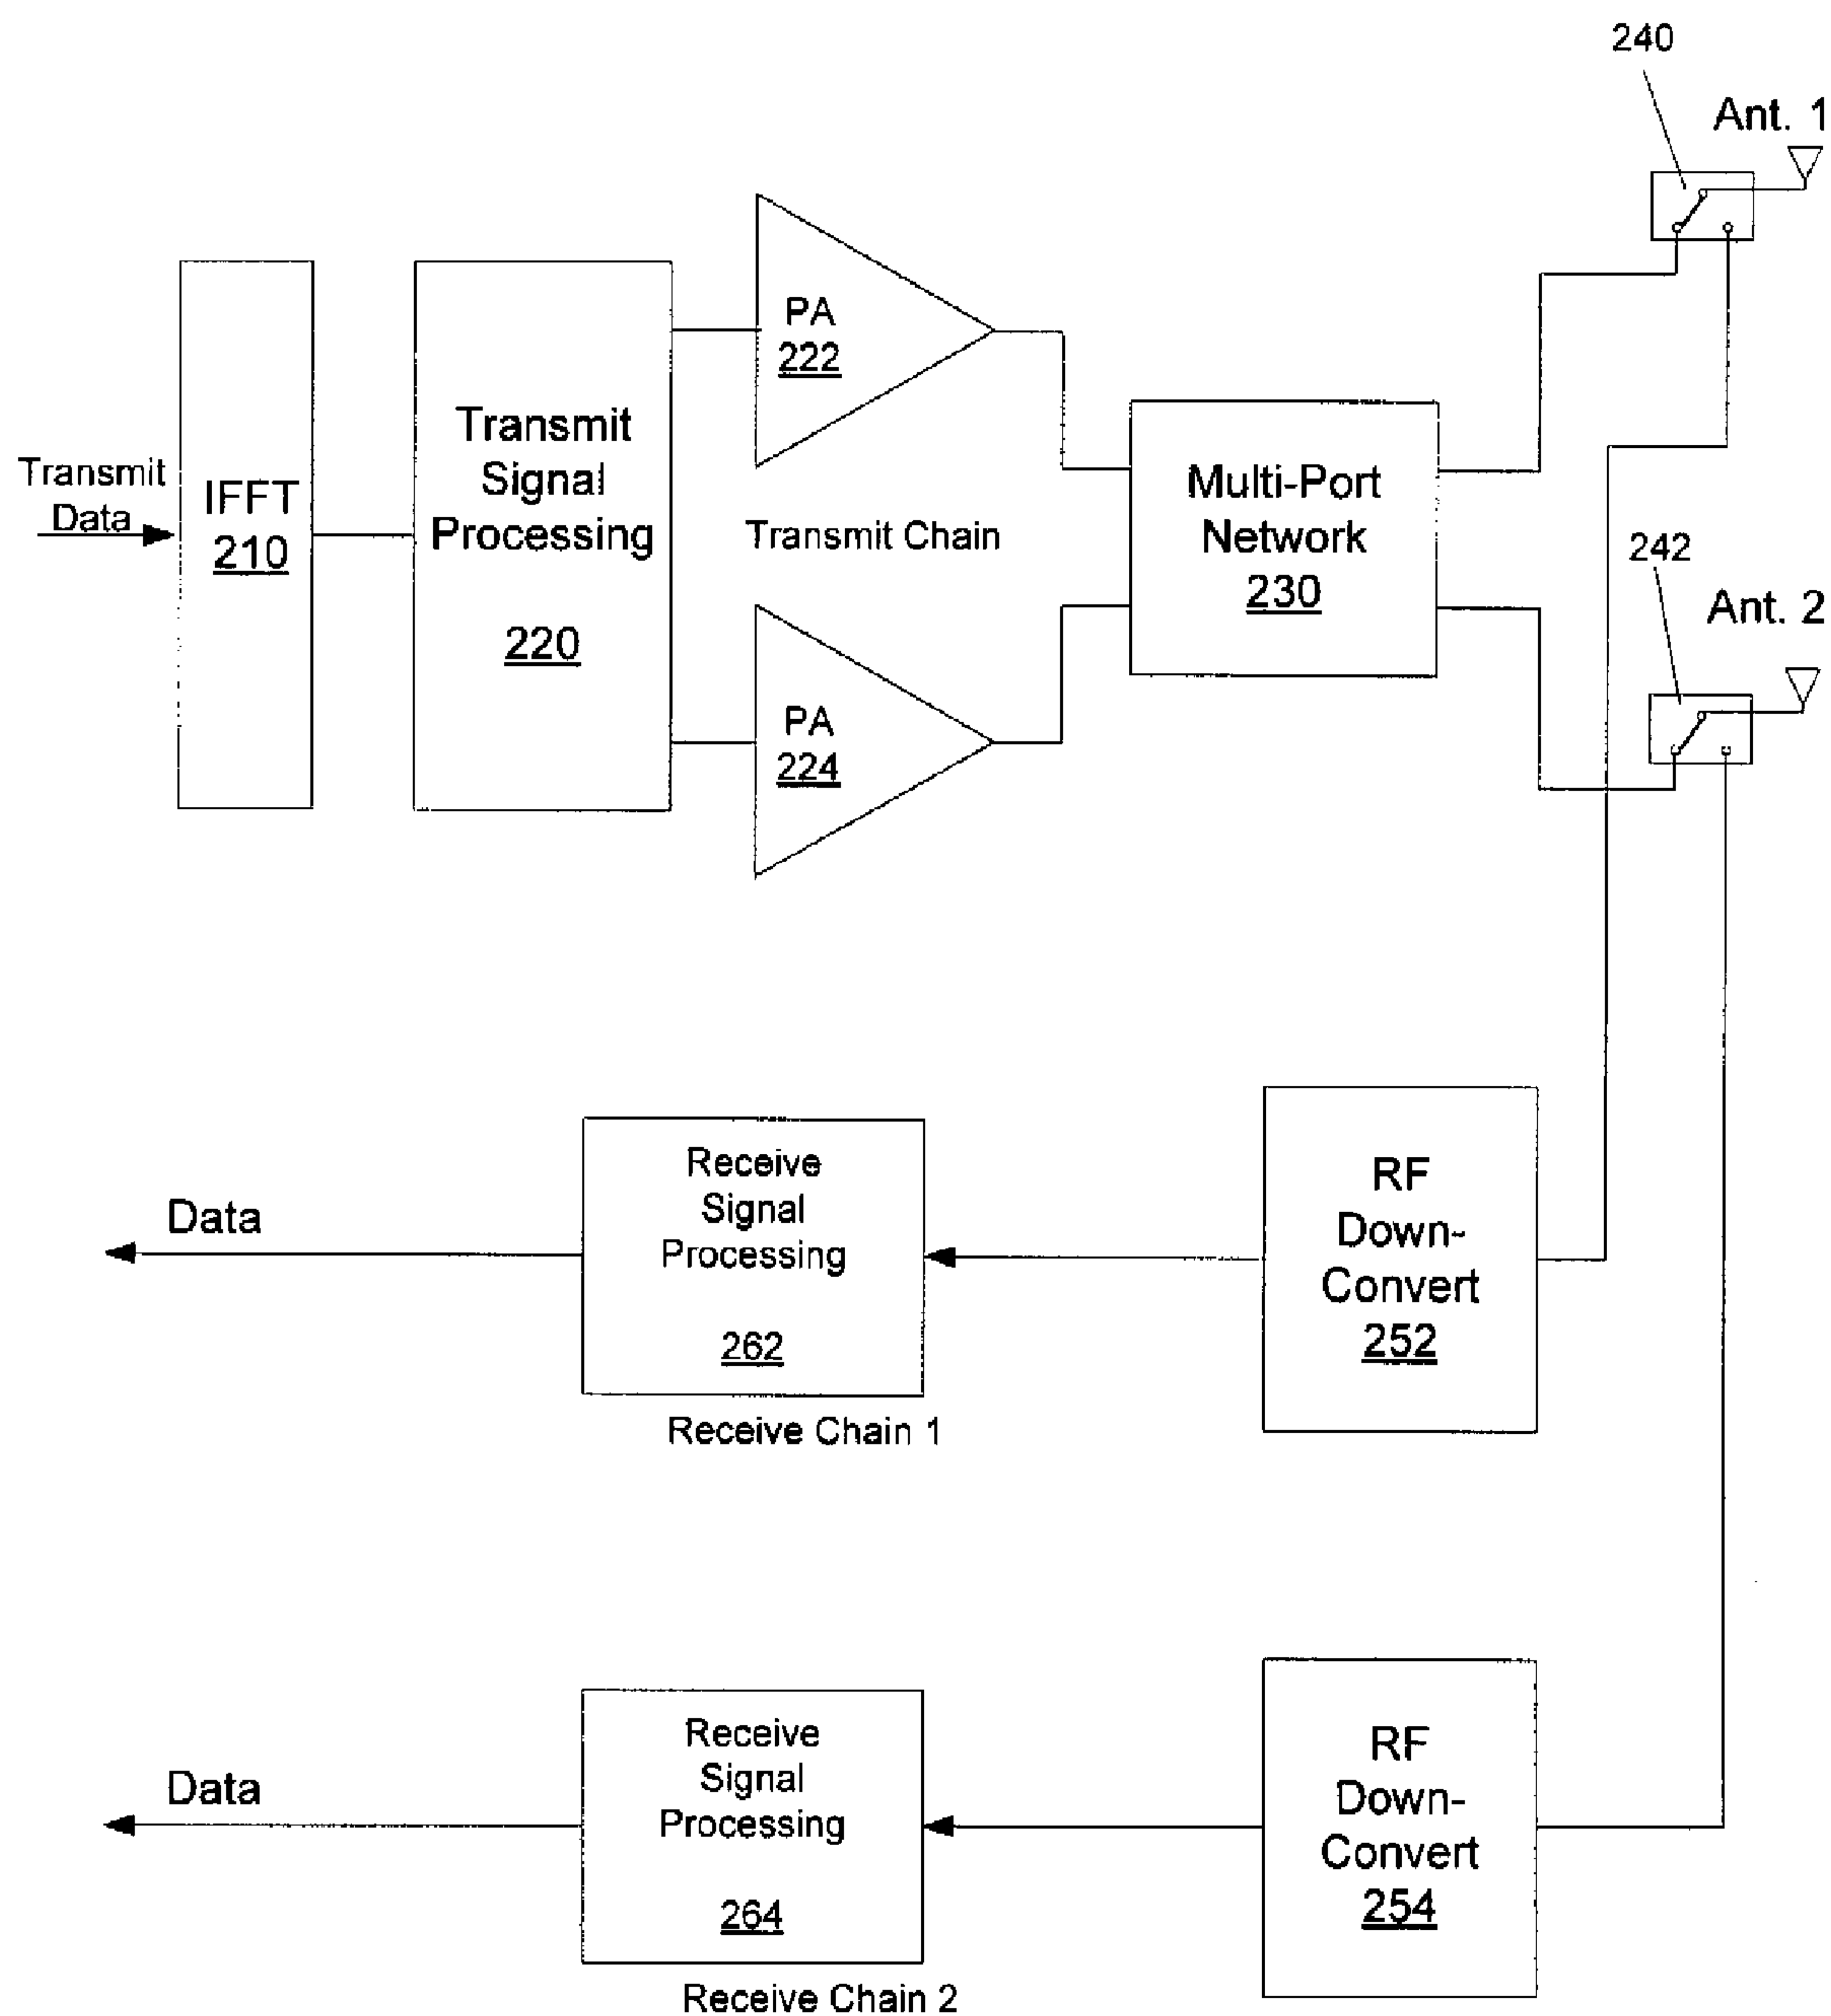 240
Ant. 1
PA
222
Transmit
Signal
Processing
220
Transmit
Data
IFFT
210
Transmit Chain
Multi-Port
Network
230
242
Ant. 2
PA
224
Receive
Signal
Processing
262
Data
RF
Down-
Convert
252
Receive Chain 1
Receive
Signal
Processing
264
Data
RF
Down-
Convert
254
Receive Chain 2